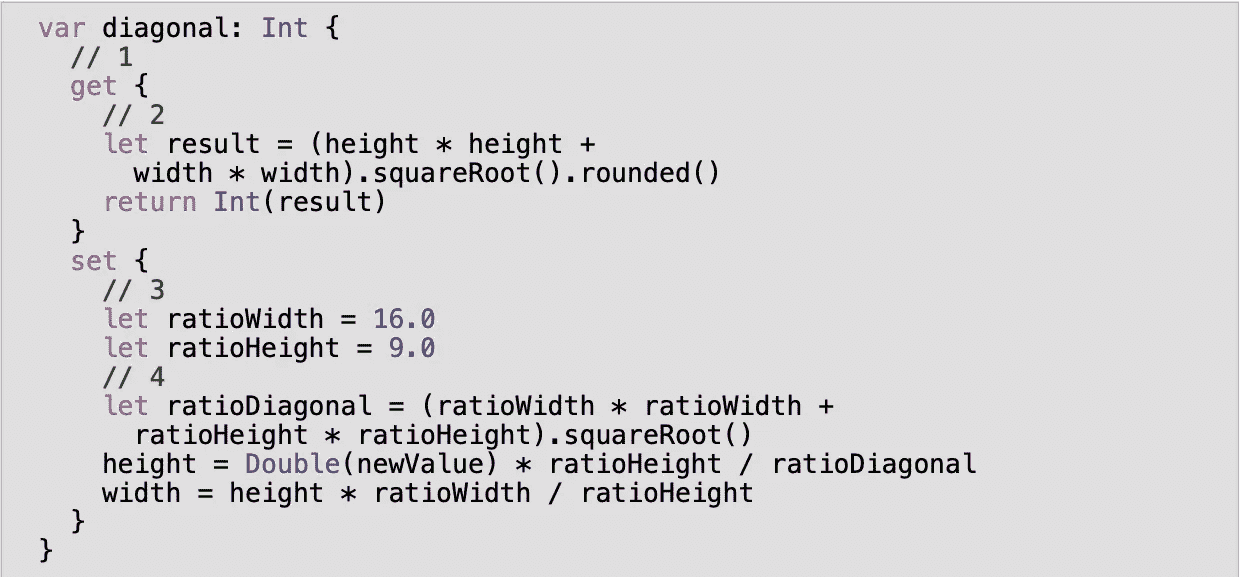 var diagonal: Int {
// 1
get {
// 2
let result = (height * height +
width * width).squareRoot().rounded()
return Int(result)
}
set {
// 3
let ratioWidth = 16.0
let ratioHeight = 9.0
// 4
let ratioDiagonal = (ratioWidth * ratioWidth +
ratioHeight * ratioHeight).squareRoot()
height = Double(newValue) * ratioHeight / ratioDiagonal
width = height * ratioWidth / ratioHeight
}
}